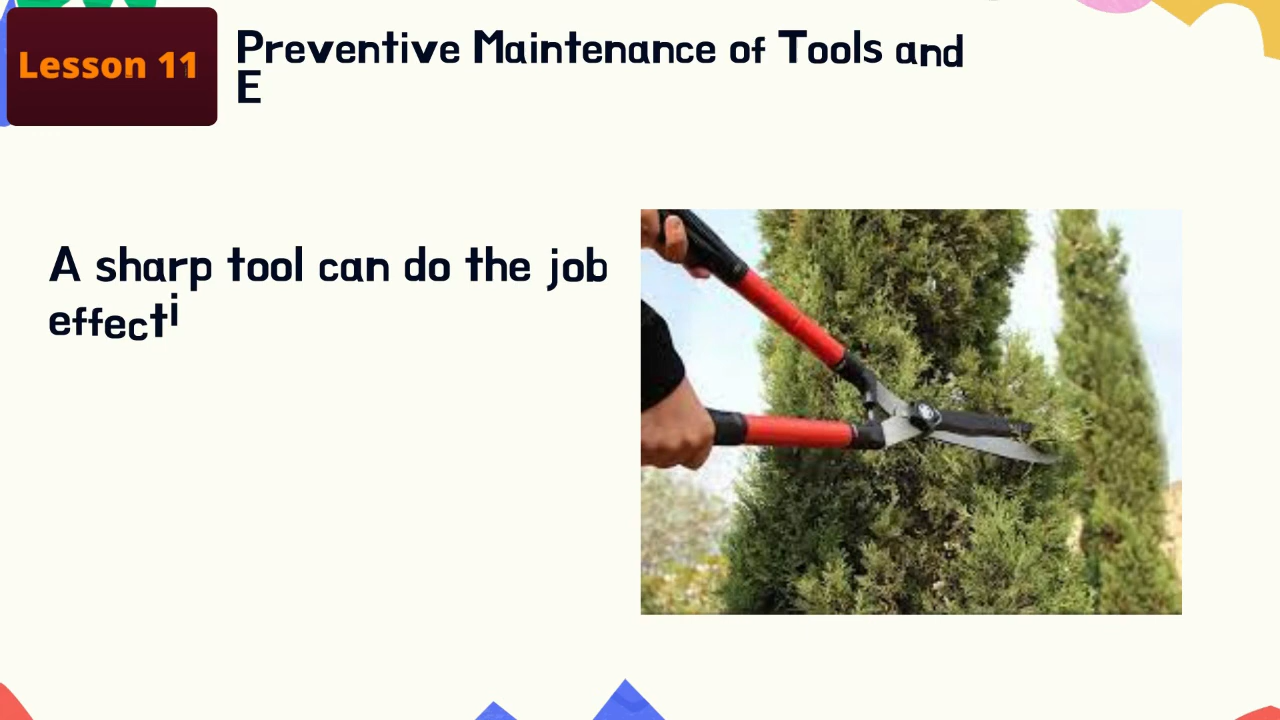 Lesson 11
Preventive Maintenance of Tools and
E
A sharp tool can do the job
effecti